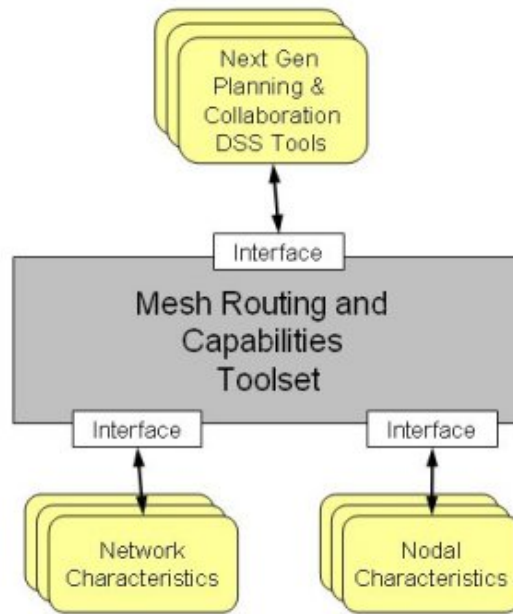 Next Gen
Planning &
Collaboration
DSS Tools
Interface
Mesh Routing and
Capabilities
Toolset
Interface
Interface
Network
Characteristics
Nodal
Characteristics